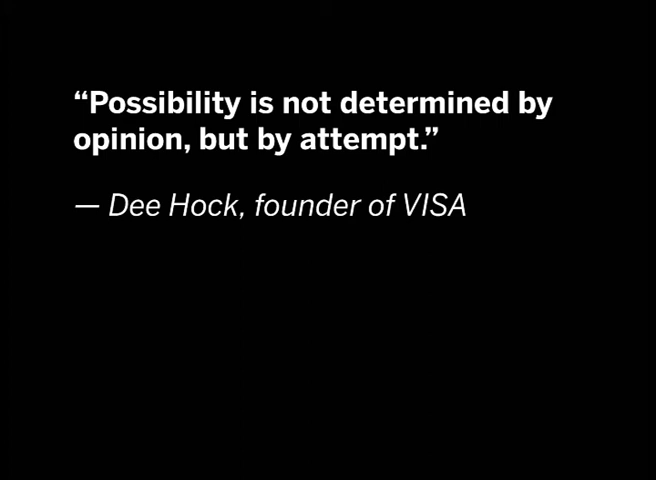 “Possibility is not determined by
opinion, but by attempt.”
— Dee Hock, founder of VISA